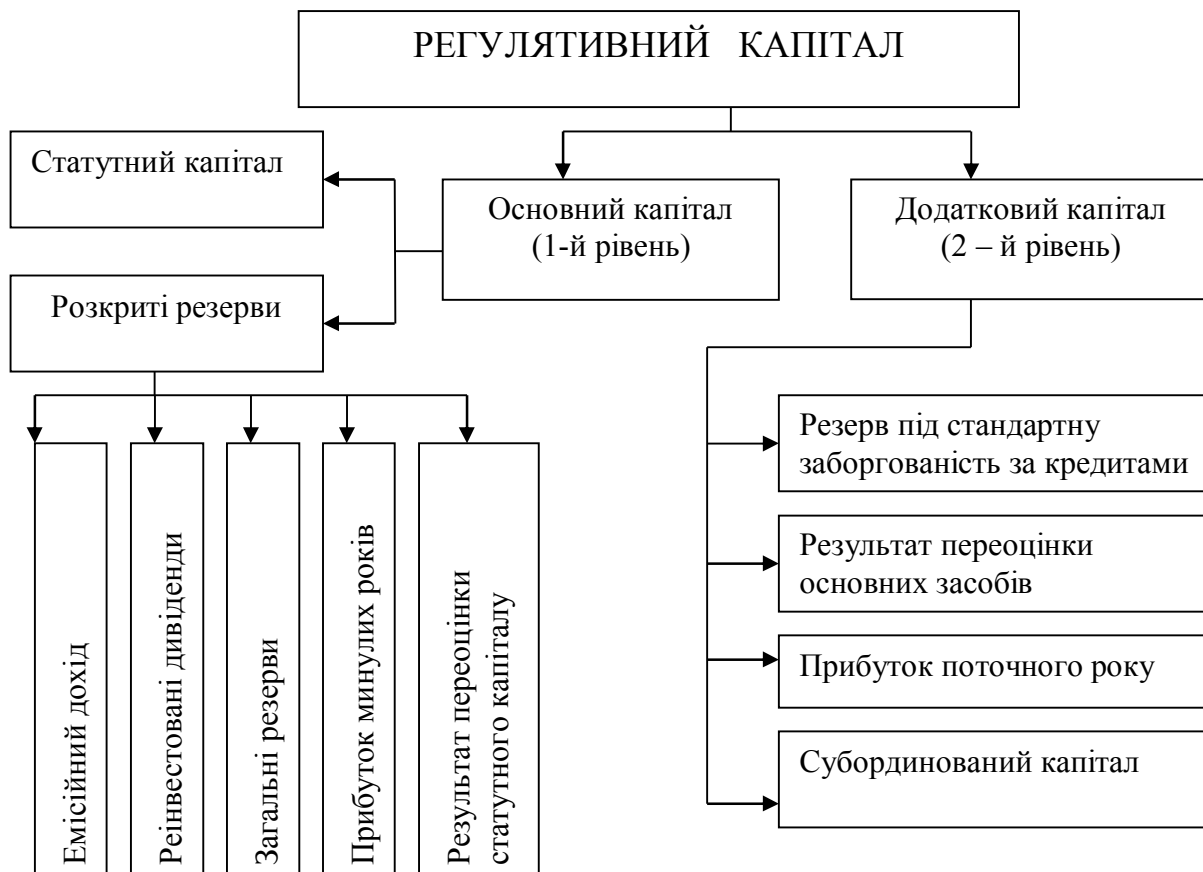 РЕГУЛЯТИВНИЙ КАПІТАЛ
Статутний капітал
Основний капітал
(1-й рівень)
Додатковий капітал
(2 – й рівень)
Розкриті резерви
Емісійний дохід
Реінвестовані дивіденди
Загальні резерви
Прибуток минулих років
Результат переоцінки
статутного капіталу
Резерв під стандартну
заборгованість за кредитами
Результат переоцінки
основних засобів
Прибуток поточного року
Субординований капітал